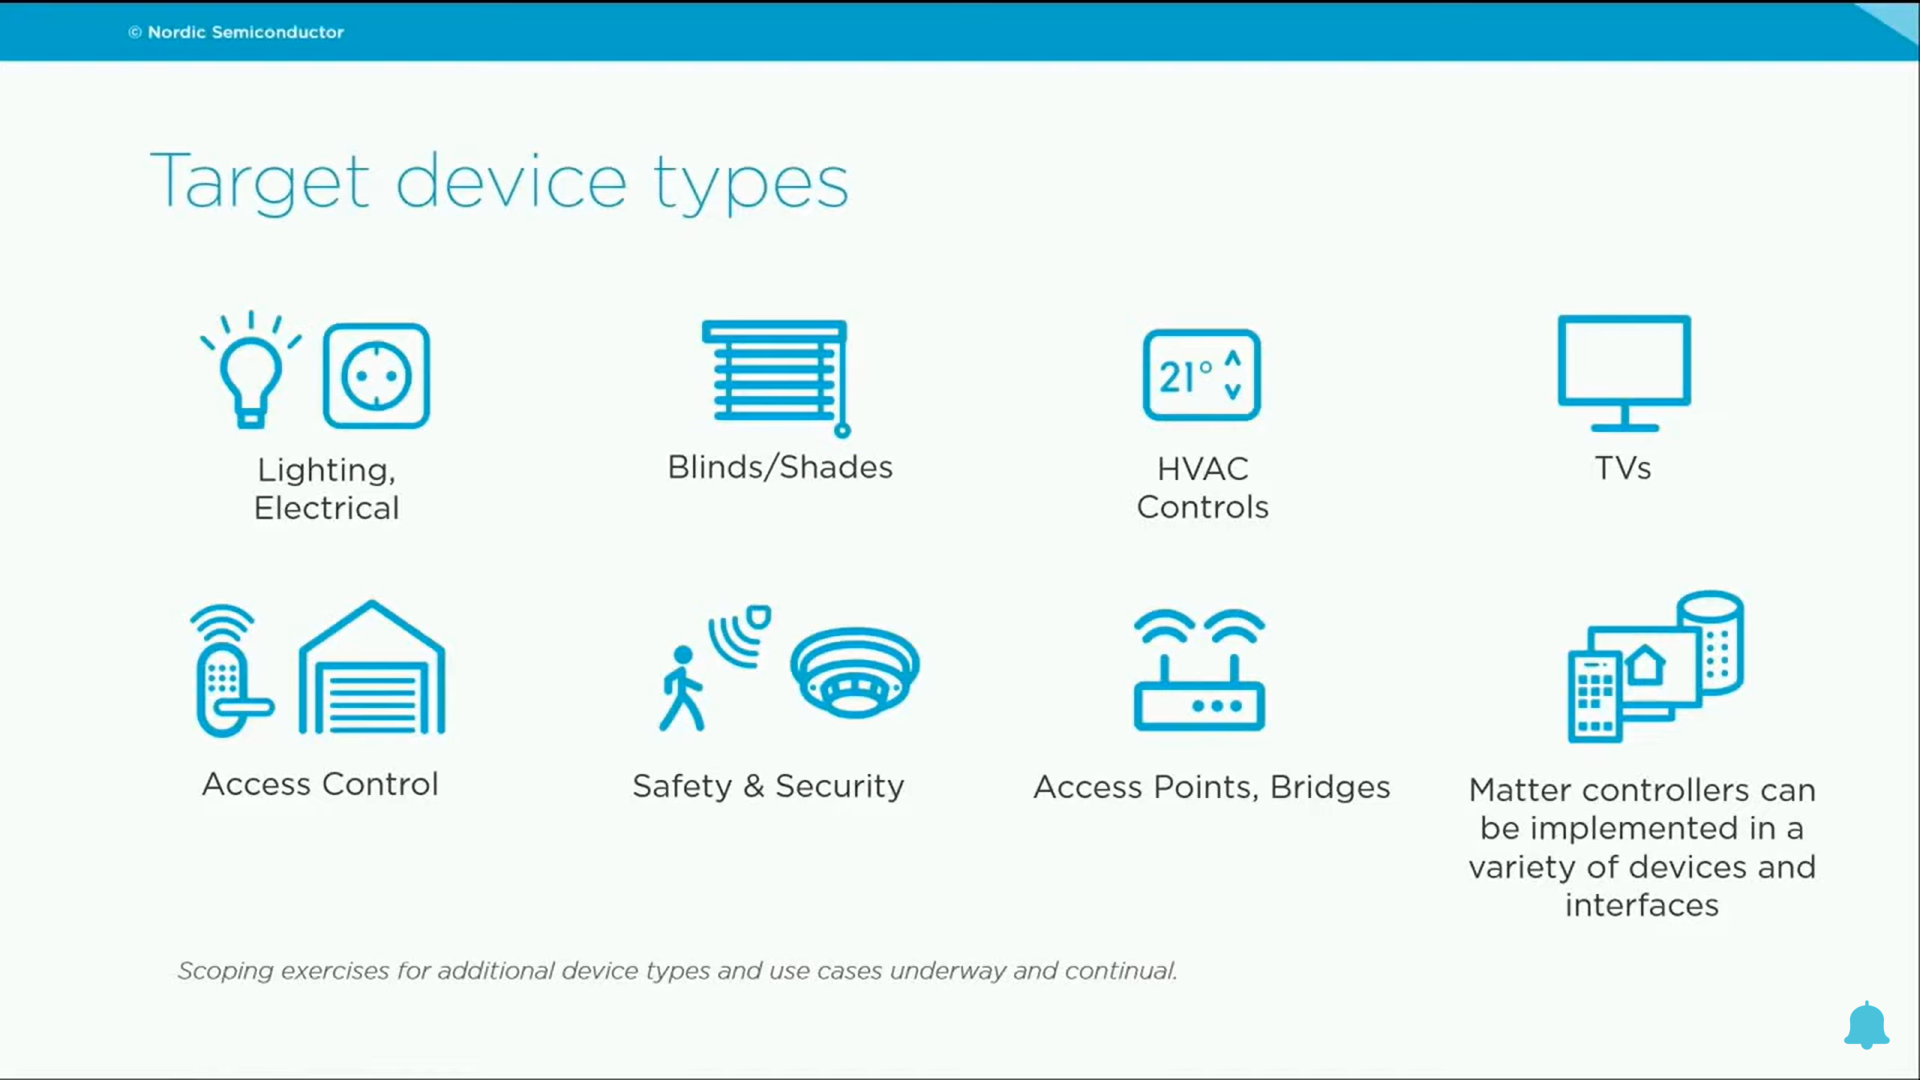 © Nordic Semiconductor
Target device types
21°
Lighting,
Electrical
Blinds/Shades
HVAC
Controls
TVs
Access Control
Safety & Security
Access Points, Bridges
Matter controllers can
be implemented in a
variety of devices and
interfaces
Scoping exercises for additional device types and use cases underway and continual.